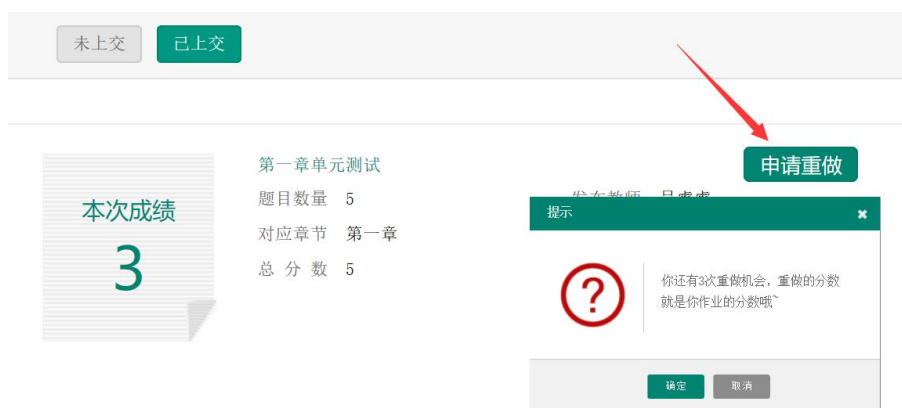 未上交 已上交
第一章单元测试 申请重做
题目数量 5
本次成绩
3
对应章节 第一章
总 分 数 5
提示
你还有3次重做机会，重做的分数
就是你作业的分数哦~
确定 取消